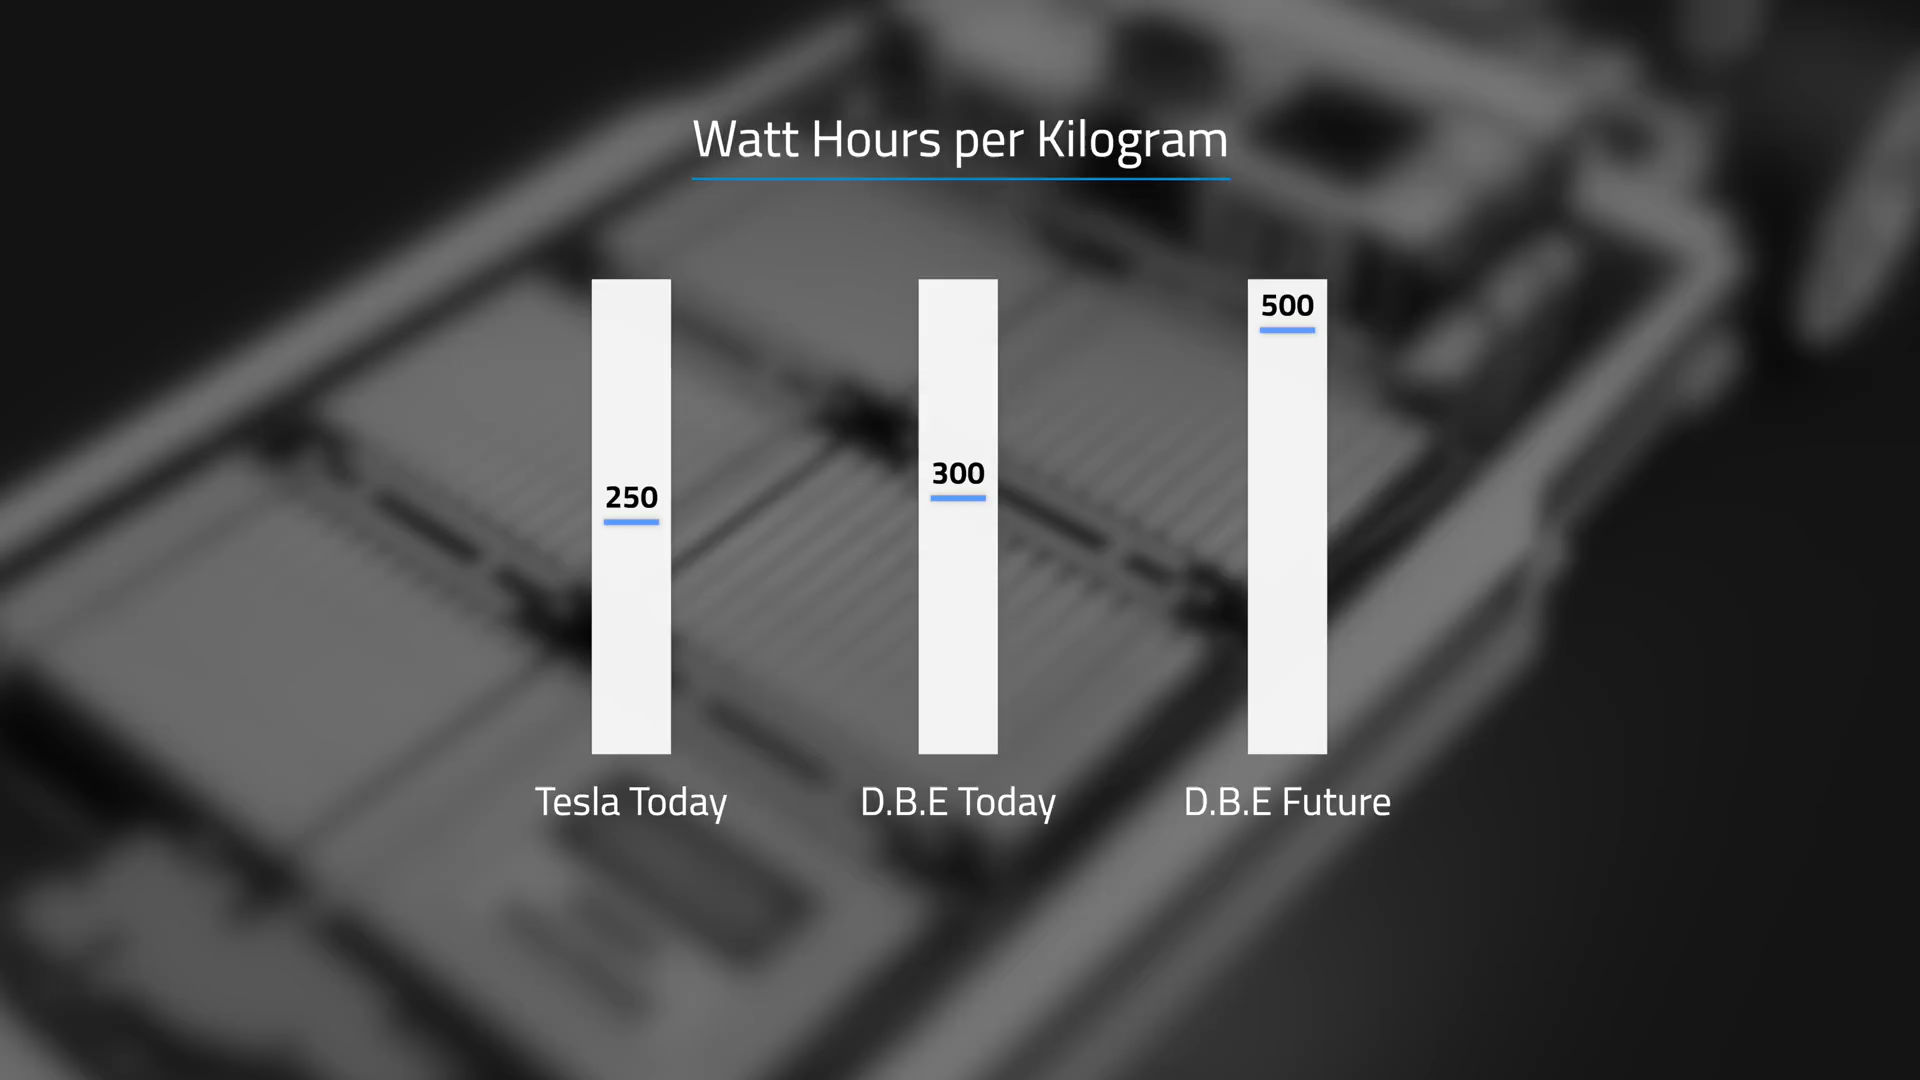 Watt Hours per Kilogram
500
300
250
Tesla Today
D.B.E Today
D.B.E Future